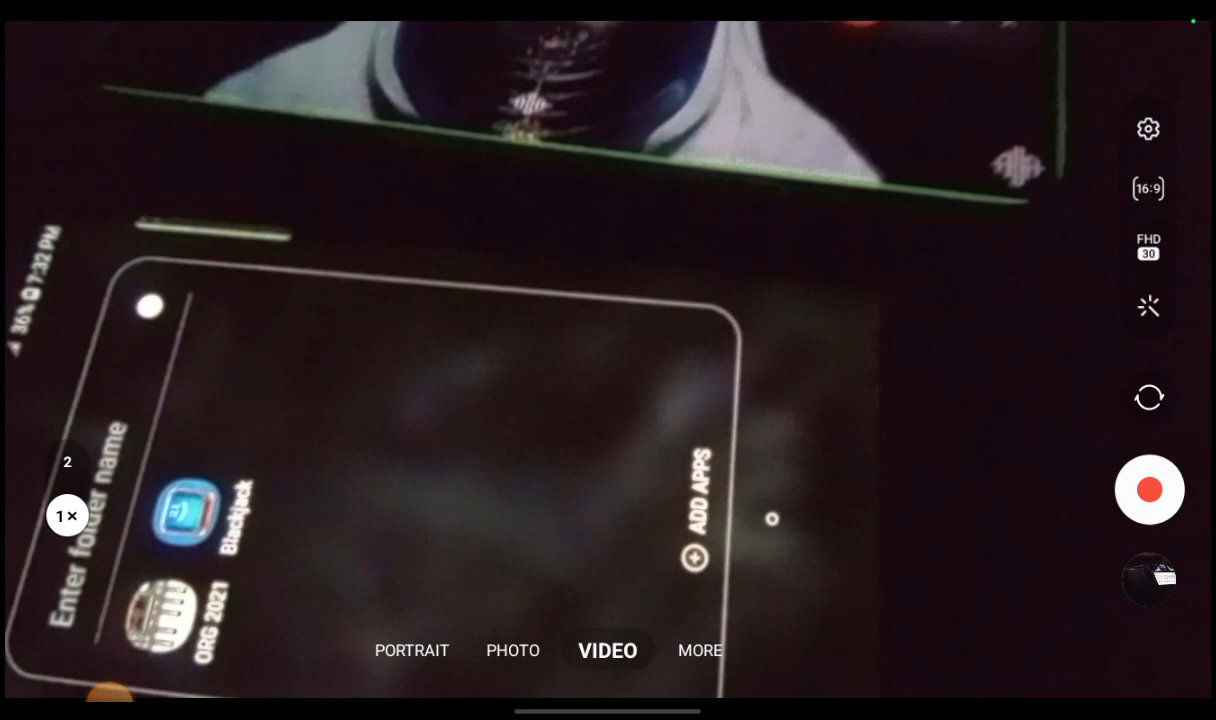 36% 7:32 PM
Enter folder name
ORG 2021
Blackjack
ADD APPS
16:9
FHD
30
2
1×
PORTRAIT
PHOTO
VIDEO
MORE